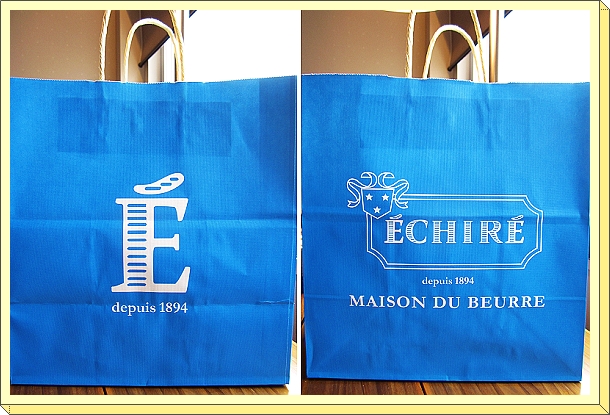 É
depuis 1894
ÉCHIRÉ
depuis 1894
MAISON DU BEURRE